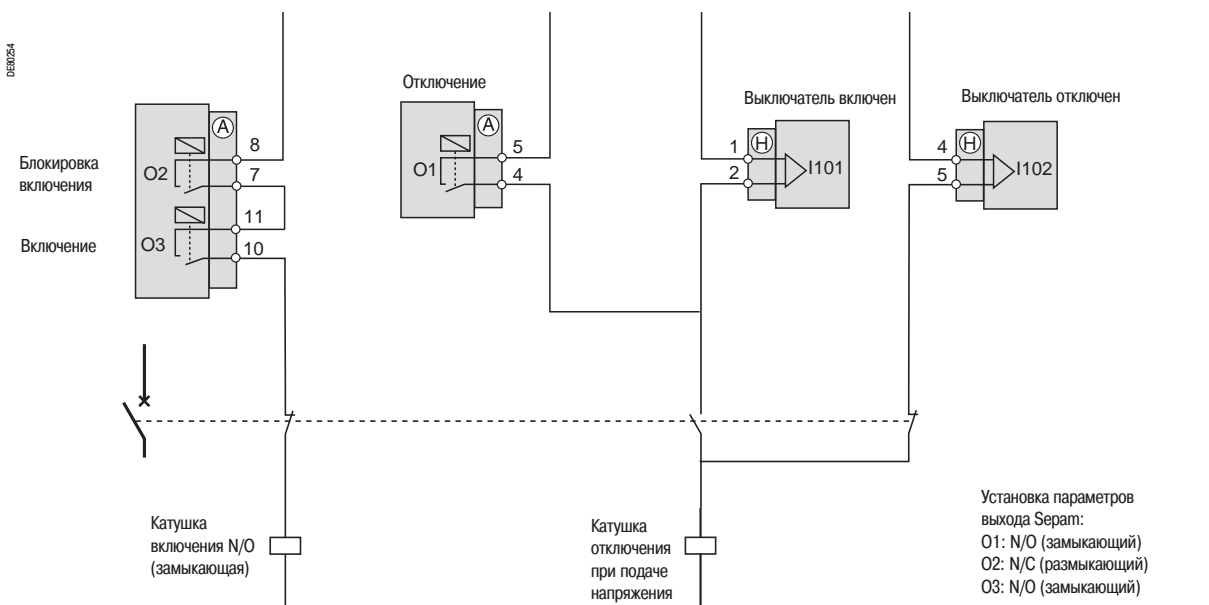 DE80254
Отключение
Выключатель включен
Выключатель отключен
Блокировка
включения
Включение
A
O2
8
7
O3
11
10
A
O1
5
4
1
2
H
I101
4
5
H
I102
Катушка
включения N/O
(замыкающая)
Катушка
отключения
при подаче
напряжения
Установка параметров
выхода Sepam:
O1: N/O (замыкающий)
O2: N/C (размыкающий)
O3: N/O (замыкающий)